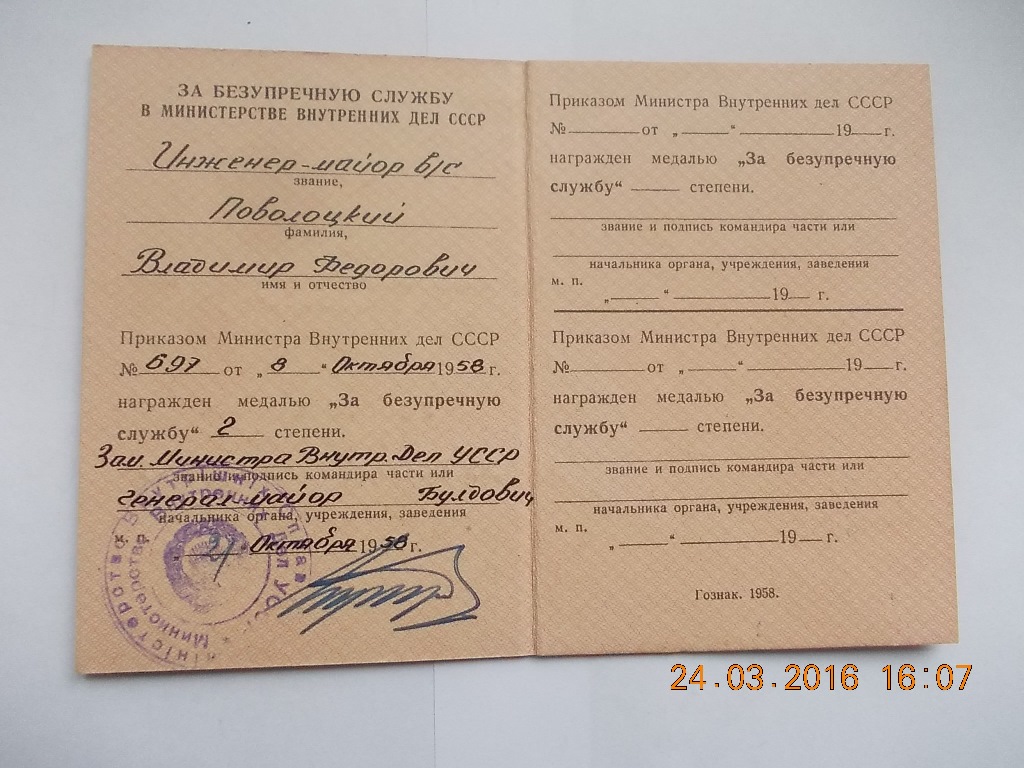 ЗА БЕЗУПРЕЧНУЮ СЛУЖБУ
В МИНИСТЕРСТВЕ ВНУТРЕННИХ ДЕЛ СССР
Инженер-майор в/с
звание,
Поволоцкий
фамилия,
Владимир Федорович
имя и отчество
Приказом Министра Внутренних дел СССР
№ 697 от „ 8 “ Октября 1958 г.
награжден медалью „За безупречную
службу“ 2 степени.
Зам. Министра Внутр. Дел УССР
звание и подпись командира части или
генерал-майор Булдович
начальника органа, учреждения, заведения
м. п. „ 21 “ Октября 1958 г.
Приказом Министра Внутренних дел СССР
№ от „ “ 19 г.
награжден медалью „За безупречную
службу“ степени.
звание и подпись командира части или
начальника органа, учреждения, заведения
м. п.
„ “ 19 г.
Приказом Министра Внутренних дел СССР
№ от „ “ 19 г.
награжден медалью „За безупречную
службу“ степени.
звание и подпись командира части или
начальника органа, учреждения, заведения
м. п.
„ “ 19 г.
Гознак. 1958.
24.03.2016 16:07